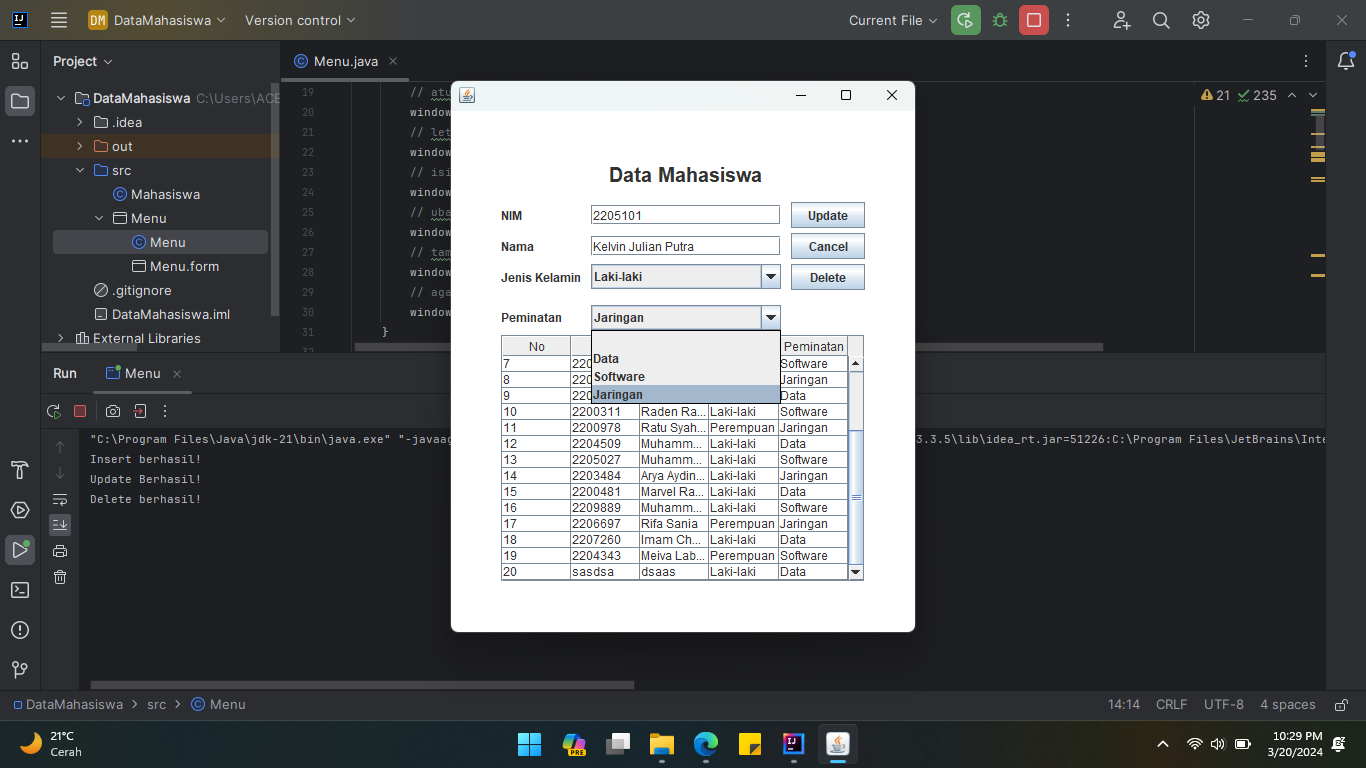 DM DataMahasiswa Version control Current File
Project
Menu.java
DataMahasiswa C:\Users\ACE
.idea
out
src
Mahasiswa
Menu
Menu
Menu.form
.gitignore
DataMahasiswa.iml
External Libraries
19 // atu
20 window
21 // let
22 window
23 // isi
24 window
25 // uba
26 window
27 // tam
28 window
29 // aga
30 window
31 }
32
21 235
Data Mahasiswa
NIM 2205101 Update
Nama Kelvin Julian Putra Cancel
Jenis Kelamin Laki-laki Delete
Peminatan Jaringan
Data
Software
Jaringan
No Peminatan
7 220 Software
8 220 Jaringan
9 220 Data
10 2200311 Raden Ra... Laki-laki Software
11 2200978 Ratu Syah... Perempuan Jaringan
12 2204509 Muhamm... Laki-laki Data
13 2205027 Muhamm... Laki-laki Software
14 2203484 Arya Aydin... Laki-laki Jaringan
15 2200481 Marvel Ra... Laki-laki Data
16 2209889 Muhamm... Laki-laki Software
17 2206697 Rifa Sania Perempuan Jaringan
18 2207260 Imam Ch... Laki-laki Data
19 2204343 Meiva Lab... Perempuan Software
20 sasdsa dsaas Laki-laki Data
Run Menu
"C:\Program Files\Java\jdk-21\bin\java.exe" "-javaag 3.3.5\lib\idea_rt.jar=51226:C:\Program Files\JetBrains\Inte
Insert berhasil!
Update Berhasil!
Delete berhasil!
DataMahasiswa > src > Menu 14:14 CRLF UTF-8 4 spaces
21°C
Cerah
PRE
10:29 PM
3/20/2024